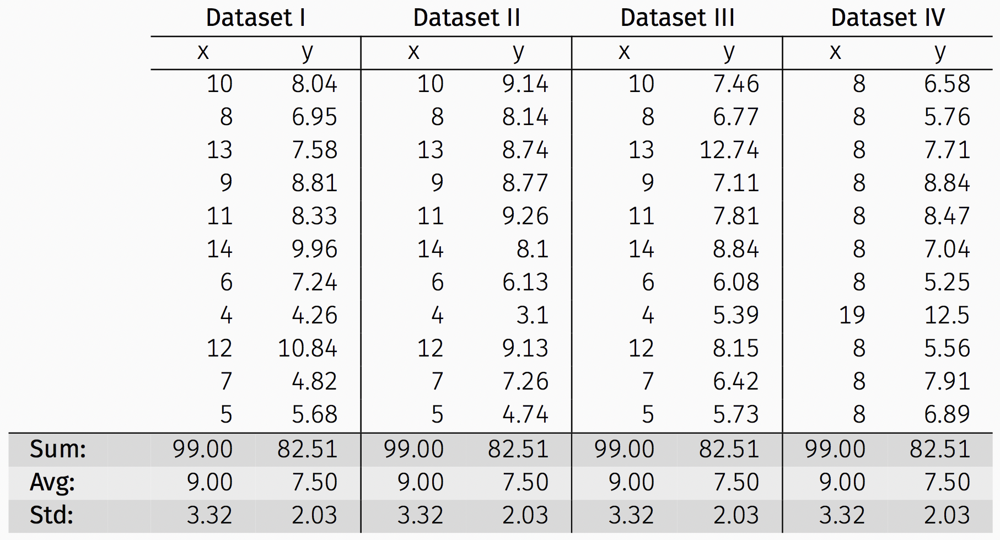 Dataset I Dataset II Dataset III Dataset IV
x y x y x y x y
10 8.04 10 9.14 10 7.46 8 6.58
8 6.95 8 8.14 8 6.77 8 5.76
13 7.58 13 8.74 13 12.74 8 7.71
9 8.81 9 8.77 9 7.11 8 8.84
11 8.33 11 9.26 11 7.81 8 8.47
14 9.96 14 8.1 14 8.84 8 7.04
6 7.24 6 6.13 6 6.08 8 5.25
4 4.26 4 3.1 4 5.39 19 12.5
12 10.84 12 9.13 12 8.15 8 5.56
7 4.82 7 7.26 7 6.42 8 7.91
5 5.68 5 4.74 5 5.73 8 6.89
Sum: 99.00 82.51 99.00 82.51 99.00 82.51 99.00 82.51
Avg: 9.00 7.50 9.00 7.50 9.00 7.50 9.00 7.50
Std: 3.32 2.03 3.32 2.03 3.32 2.03 3.32 2.03